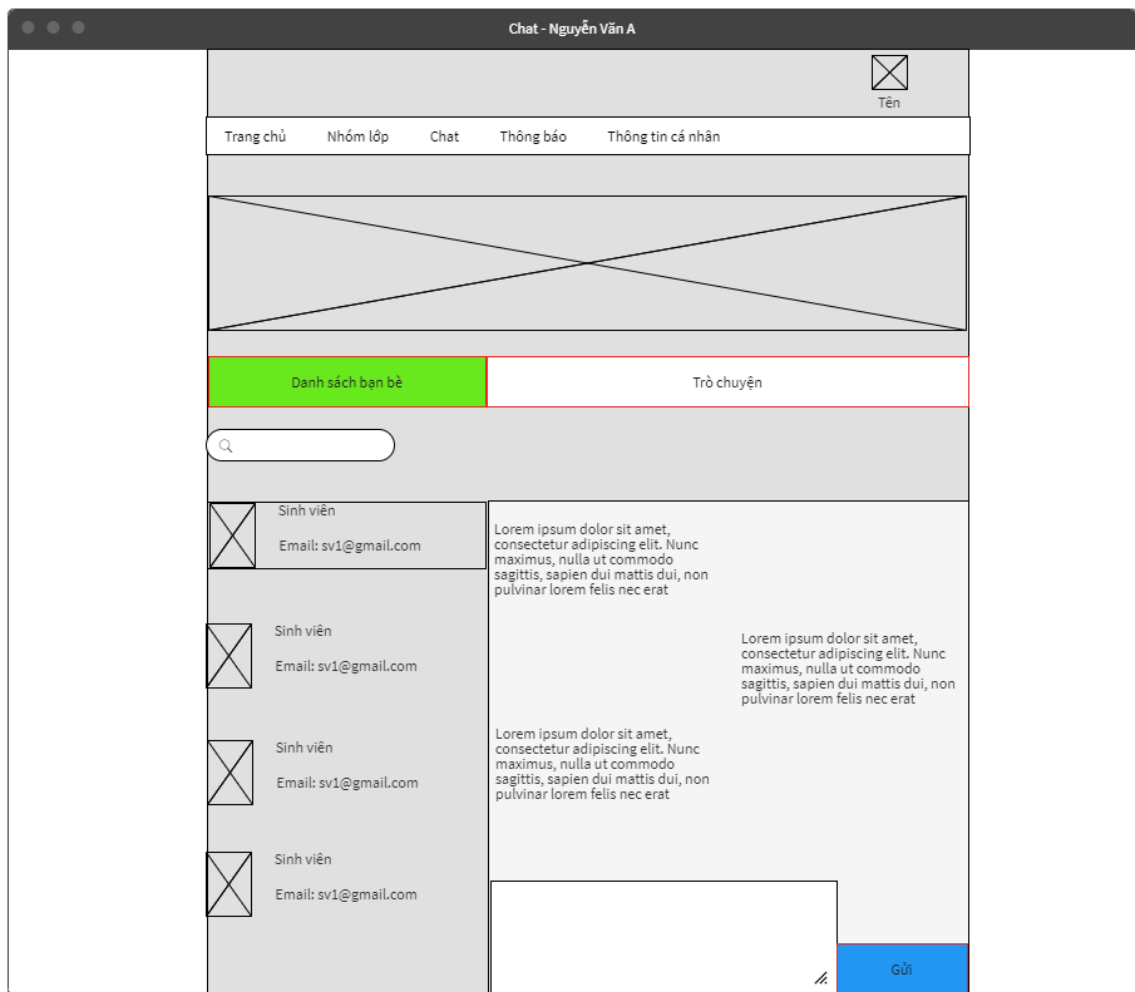 Chat - Nguyễn Văn A
Tên
Trang chủ Nhóm lớp Chat Thông báo Thông tin cá nhân
Danh sách bạn bè
Trò chuyện
Sinh viên
Email: sv1@gmail.com
Sinh viên
Email: sv1@gmail.com
Sinh viên
Email: sv1@gmail.com
Sinh viên
Email: sv1@gmail.com
Lorem ipsum dolor sit amet,
consectetur adipiscing elit. Nunc
maximus, nulla ut commodo
sagittis, sapien dui mattis dui, non
pulvinar lorem felis nec erat
Lorem ipsum dolor sit amet,
consectetur adipiscing elit. Nunc
maximus, nulla ut commodo
sagittis, sapien dui mattis dui, non
pulvinar lorem felis nec erat
Lorem ipsum dolor sit amet,
consectetur adipiscing elit. Nunc
maximus, nulla ut commodo
sagittis, sapien dui mattis dui, non
pulvinar lorem felis nec erat
Gửi